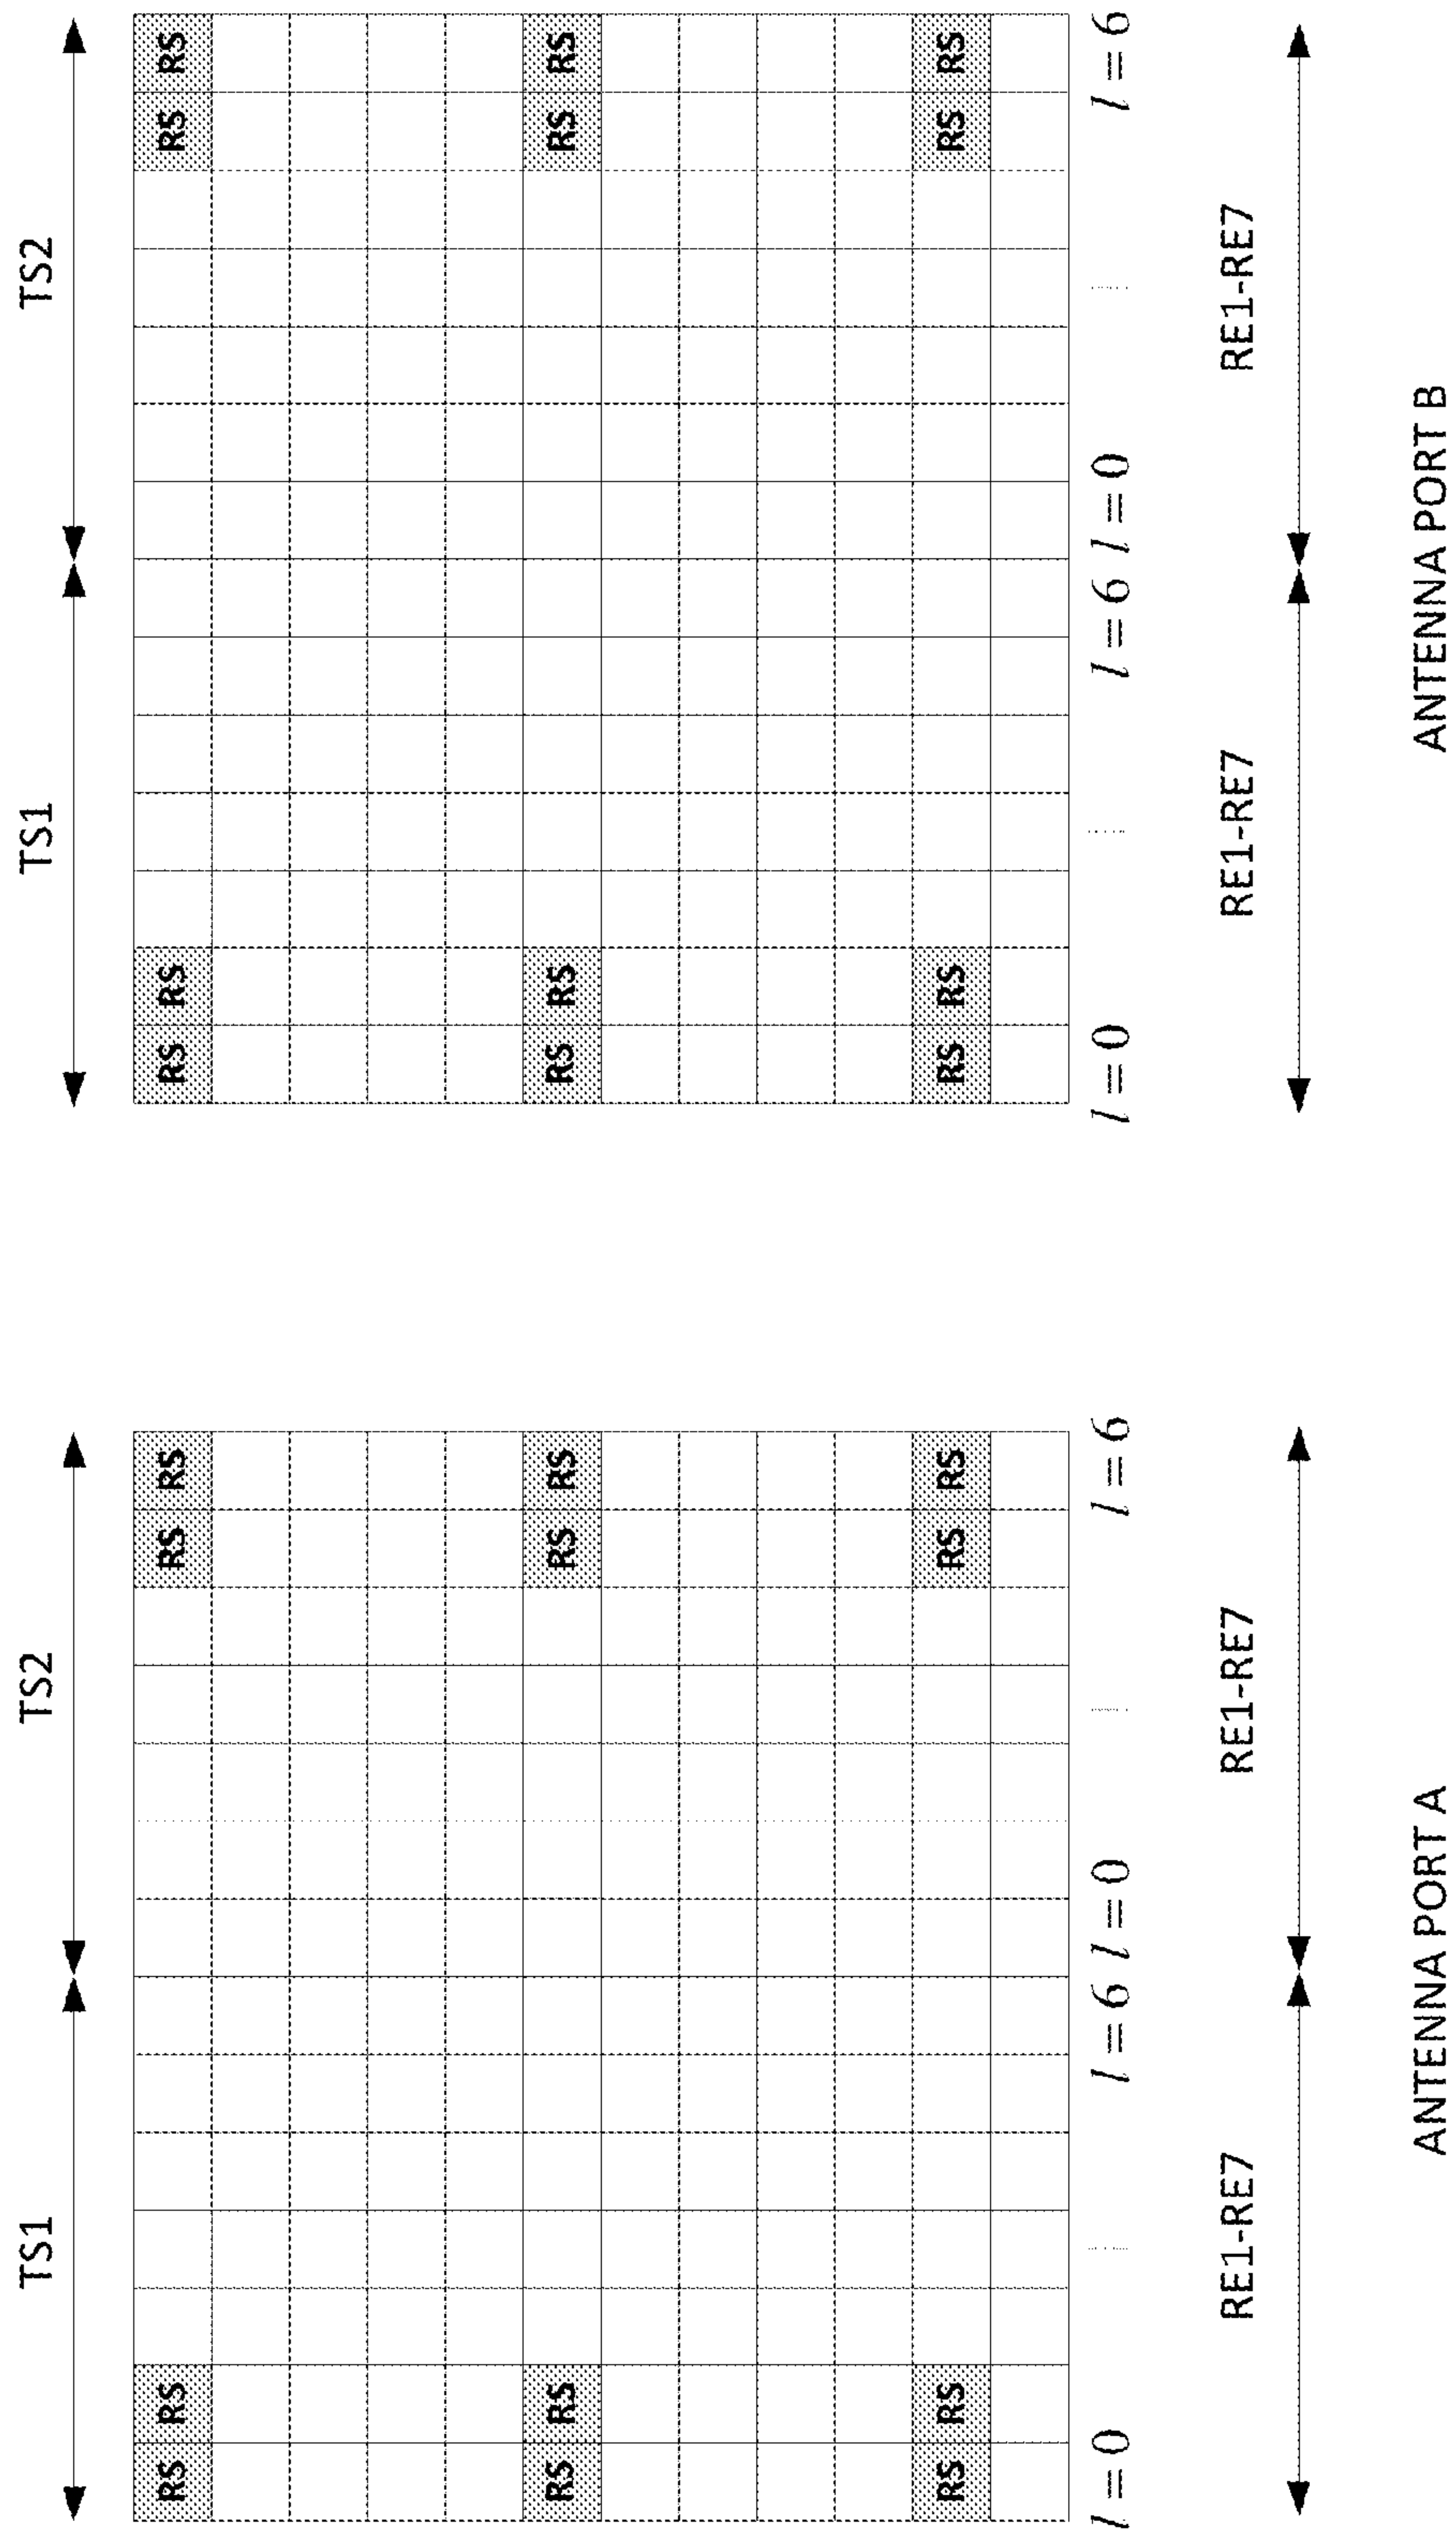 TS1 TS2 TS1 TS2
RS RS RS RS RS RS RS RS
RS RS RS RS RS RS RS RS
RS RS RS RS RS RS RS RS
l = 0 ... l = 6 l = 0 ... l = 6 l = 0 ... l = 6 l = 0 ... l = 6
RE1-RE7 RE1-RE7 RE1-RE7 RE1-RE7
ANTENNA PORT A ANTENNA PORT B